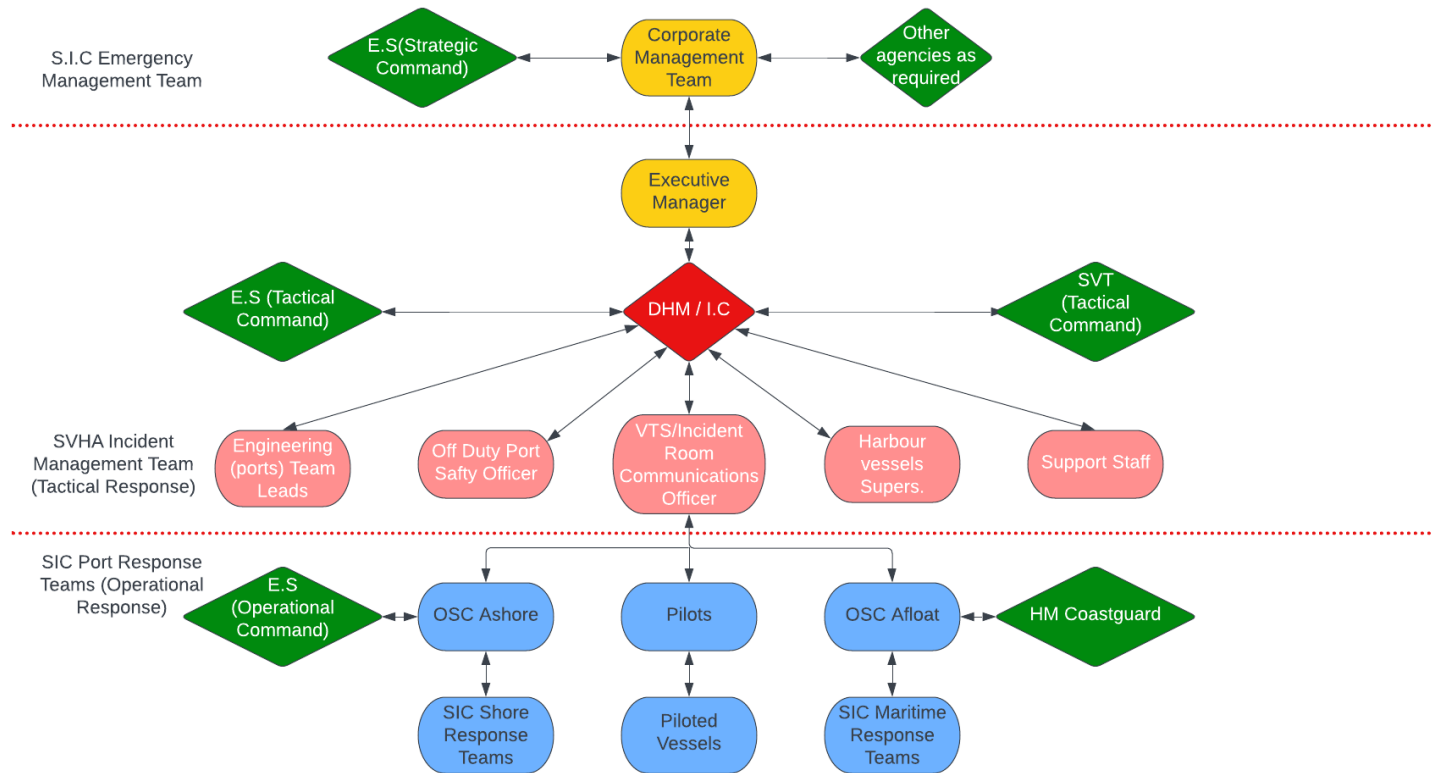 S.I.C Emergency
Management Team
E.S(Strategic
Command)
Corporate
Management
Team
Other
agencies as
required
Executive
Manager
E.S (Tactical
Command)
DHM / I.C
SVT
(Tactical
Command)
SVHA Incident
Management Team
(Tactical Response)
Engineering
(ports) Team
Leads
Off Duty Port
Safty Officer
VTS/Incident
Room
Communications
Officer
Harbour
vessels
Supers.
Support Staff
SIC Port Response
Teams (Operational
Response)
E.S
(Operational
Command)
OSC Ashore
Pilots
OSC Afloat
HM Coastguard
SIC Shore
Response
Teams
Piloted
Vessels
SIC Maritime
Response
Teams